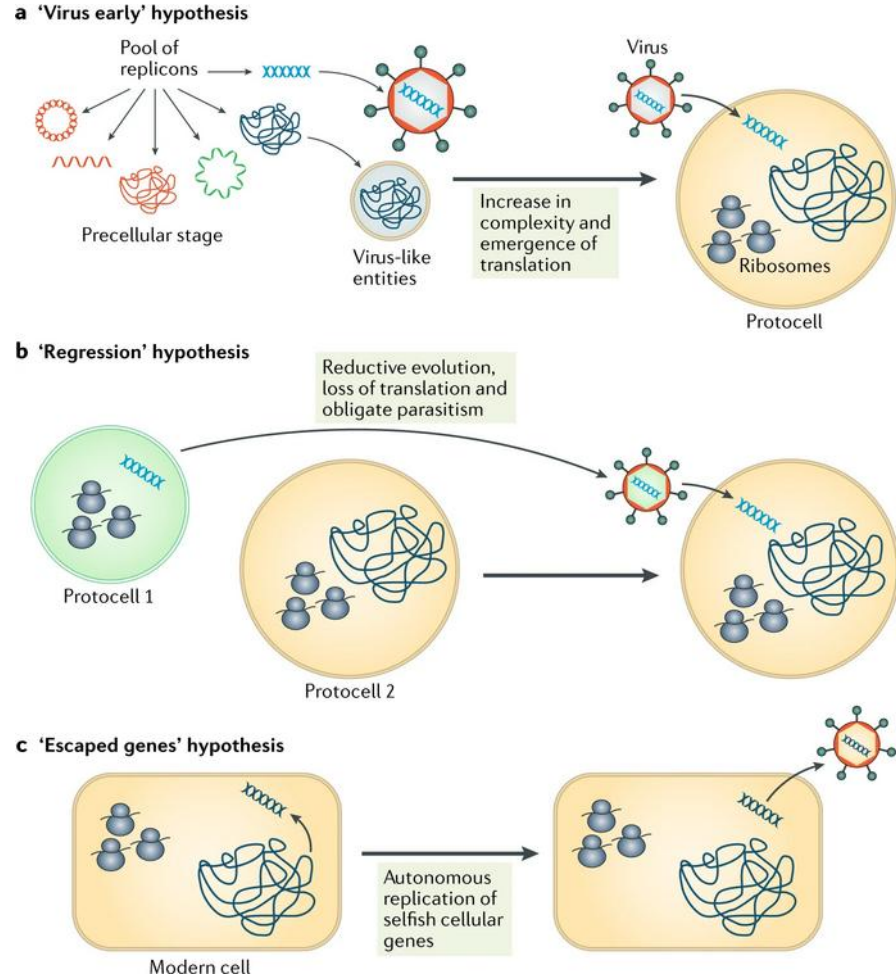 a 'Virus early' hypothesis
Pool of
replicons
Virus
Precellular stage
Virus-like
entities
Increase in
complexity and
emergence of
translation
Ribosomes
Protocell
b 'Regression' hypothesis
Reductive evolution,
loss of translation and
obligate parasitism
Protocell 1
Protocell 2
c 'Escaped genes' hypothesis
Autonomous
replication of
selfish cellular
genes
Modern cell